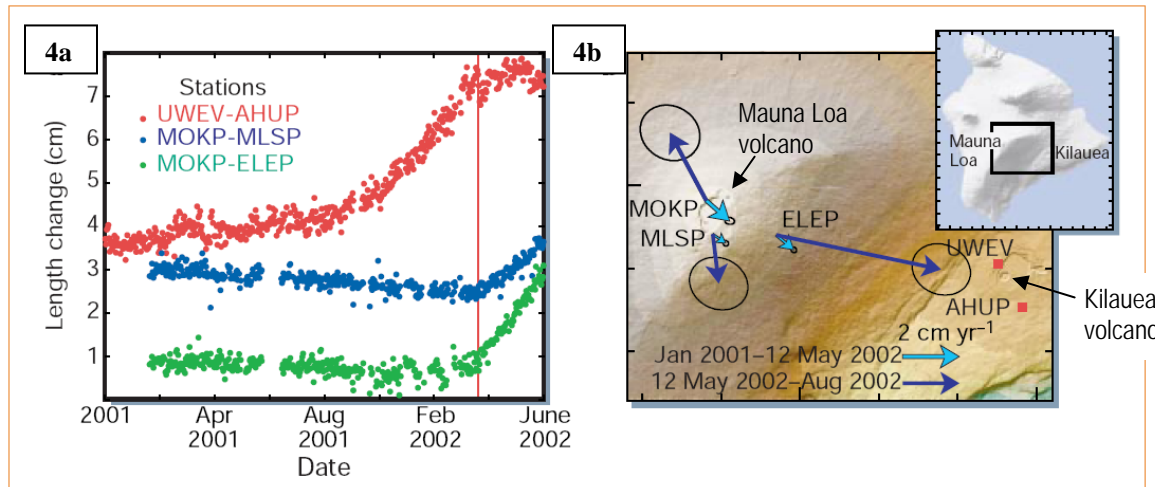 4a
Stations
UWEV-AHUP
MOKP-MLSP
MOKP-ELEP
Length change (cm)
7
6
5
4
3
2
1
2001
Apr
2001
Aug
2001
Feb
2002
June
2002
Date
4b
Mauna Loa
volcano
MOKP
MLSP
ELEP
UWEV
AHUP
Kilauea
volcano
2 cm yr⁻¹
Jan 2001–12 May 2002
12 May 2002–Aug 2002
Mauna
Loa
Kilauea